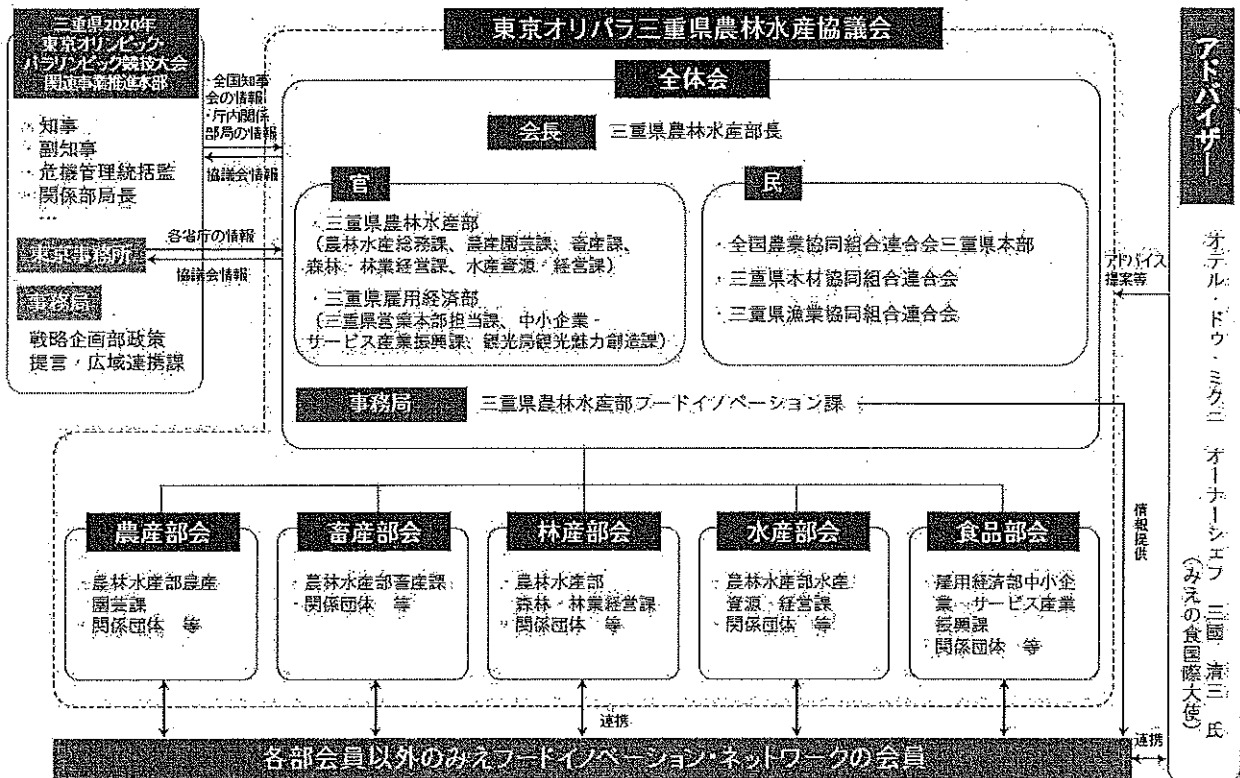 三重県2020年
東京オリンピック・
パラリンピック競技大会
関連事業推進本部
・知事
・副知事
・危機管理統括監
・関係部局長
…
東京事務所
事務局
戦略企画部政策
提言・広域連携課
・全国知事
会の情報
・庁内関係
部局の情報
協議会情報
各省庁の情報
協議会情報
東京オリパラ三重県農林水産協議会
全体会
会長 三重県農林水産部長
官
・三重県農林水産部
(農林水産総務課、農産園芸課、畜産課、
森林・林業経営課、水産資源・経営課)
・三重県雇用経済部
(三重県営業本部担当課、中小企業・
サービス産業振興課、観光局観光魅力創造課)
民
・全国農業協同組合連合会三重県本部
・三重県木材協同組合連合会
・三重県漁業協同組合連合会
事務局 三重県農林水産部フードイノベーション課
農産部会
・農林水産部農産
園芸課
・関係団体 等
畜産部会
・農林水産部畜産課
・関係団体 等
林産部会
・農林水産部
森林・林業経営課
・関係団体 等
水産部会
・農林水産部水産
資源・経営課
・関係団体 等
食品部会
・雇用経済部中小企
業・サービス産業
振興課
・関係団体 等
連携
各部会員以外のみえフードイノベーション・ネットワークの会員
情報提供
連携
アドバイス
提案等
アドバイザー
オテル・ドゥ・ミクニ オーナーシェフ 三國 清三 氏
(みえの食国際大使)